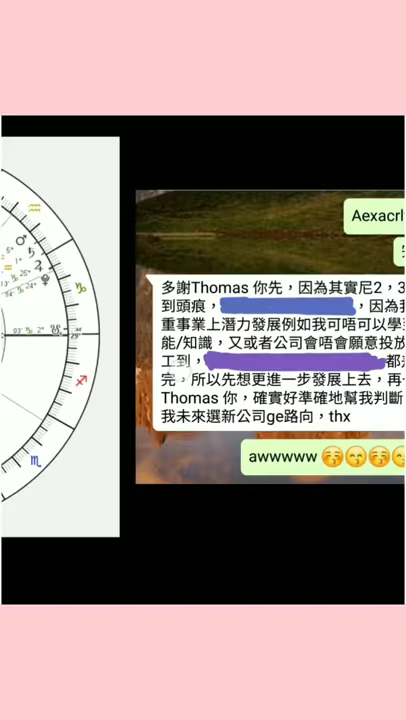 Aexacrl
多謝Thomas 你先，因為其實尼2，3
到頭痕，，因為我
重事業上潛力發展例如我可唔可以學
能/知識，又或者公司會唔會願意投放
工到，都
完，所以先想更進一步發展上去，再
Thomas 你，確實好準確地幫我判斷
我未來選新公司ge路向，thx
awwwww 😚😙😚😙